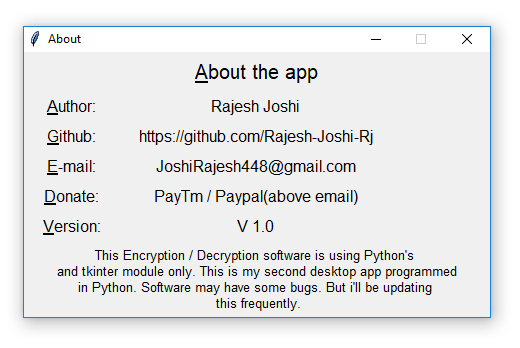 About
About the app
Author: Rajesh Joshi
Github: https://github.com/Rajesh-Joshi-Rj
E-mail: JoshiRajesh448@gmail.com
Donate: PayTm / Paypal(above email)
Version: V 1.0
This Encryption / Decryption software is using Python's
and tkinter module only. This is my second desktop app programmed
in Python. Software may have some bugs. But i'll be updating
this frequently.